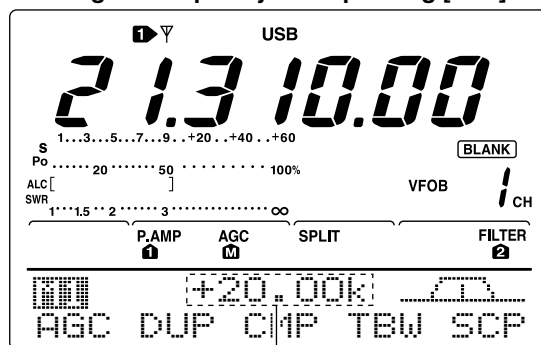 1 USB
21.310.00
S 1...3...5...7...9..+20..+40..+60
BLANK
Po 20 50 100%
ALC VFOB 1 CH
SWR 1 1.5 2 3 ∞
P.AMP AGC SPLIT FILTER
1 M 2
+20.00k
AGC DUP CMP TBW SCP